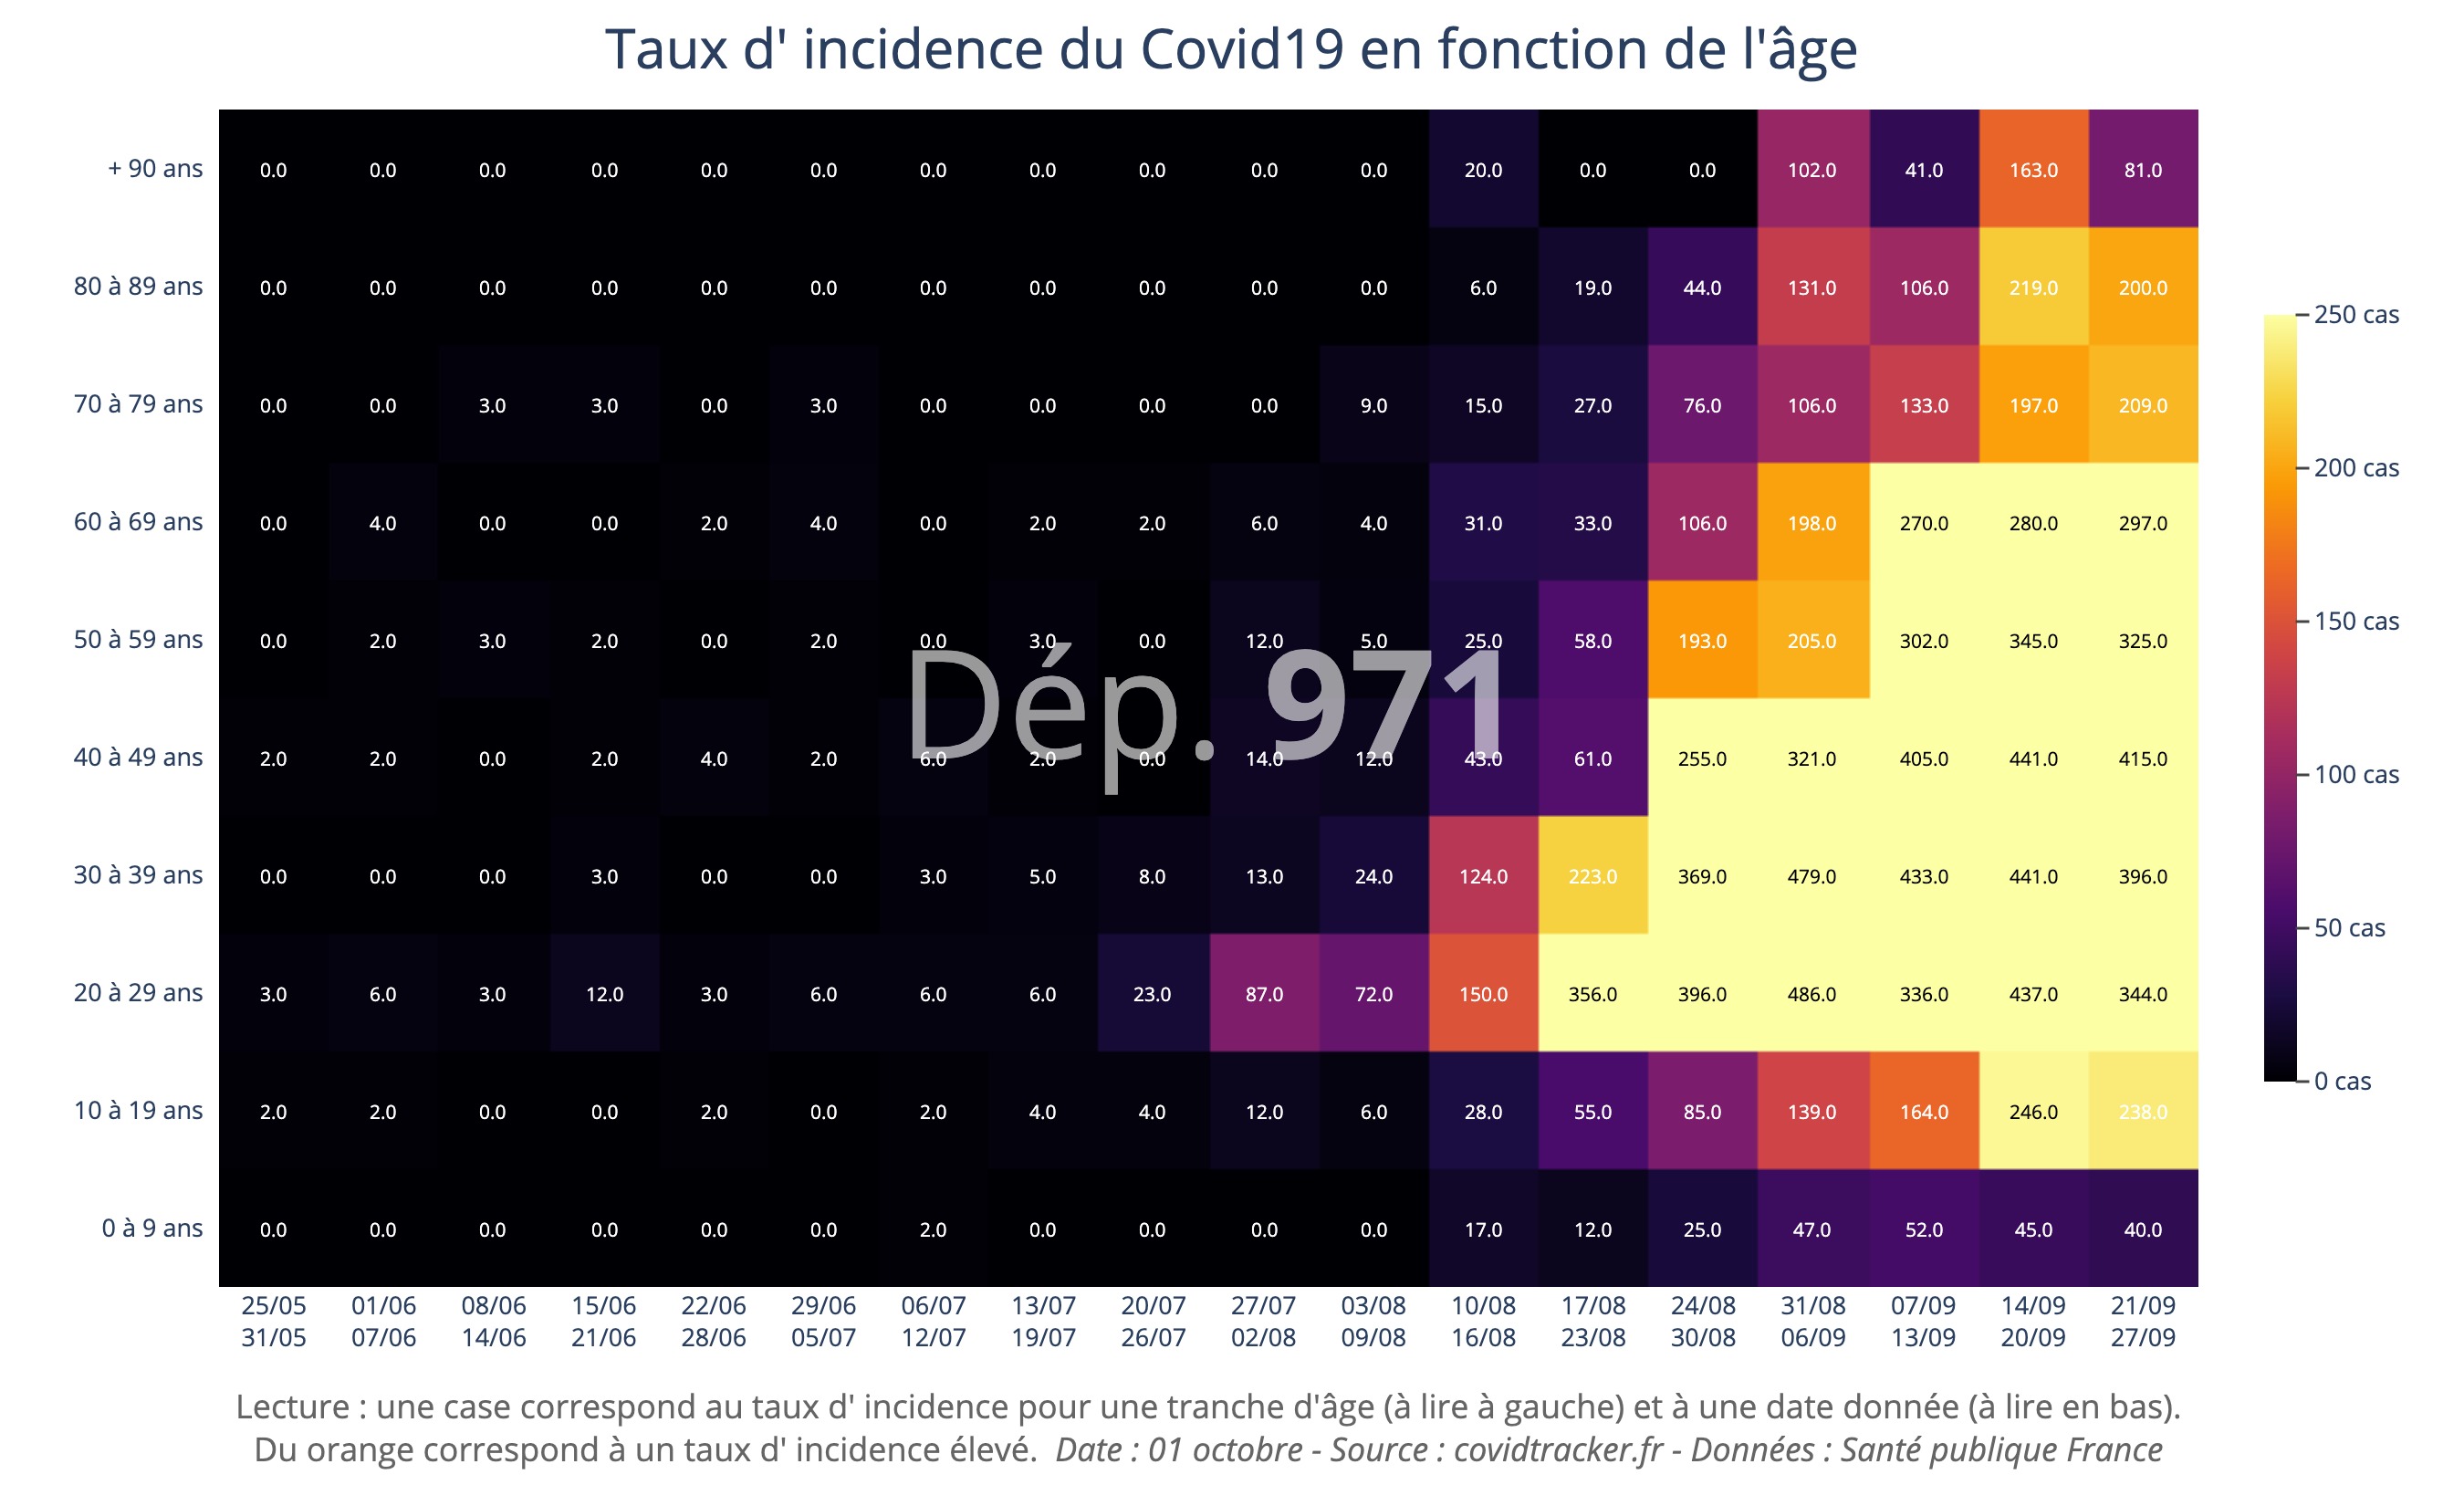 Taux d' incidence du Covid19 en fonction de l'âge
+ 90 ans 0.0 0.0 0.0 0.0 0.0 0.0 0.0 0.0 0.0 0.0 0.0 20.0 0.0 0.0 102.0 41.0 163.0 81.0
80 à 89 ans 0.0 0.0 0.0 0.0 0.0 0.0 0.0 0.0 0.0 0.0 0.0 6.0 19.0 44.0 131.0 106.0 219.0 200.0
70 à 79 ans 0.0 0.0 3.0 3.0 0.0 3.0 0.0 0.0 0.0 0.0 9.0 15.0 27.0 76.0 106.0 133.0 197.0 209.0
60 à 69 ans 0.0 4.0 0.0 0.0 2.0 4.0 0.0 2.0 2.0 6.0 4.0 31.0 33.0 106.0 198.0 270.0 280.0 297.0
50 à 59 ans 0.0 2.0 3.0 2.0 0.0 2.0 0.0 3.0 0.0 12.0 5.0 25.0 58.0 193.0 205.0 302.0 345.0 325.0
Dép. 971
40 à 49 ans 2.0 2.0 0.0 2.0 4.0 2.0 6.0 2.0 0.0 14.0 12.0 43.0 61.0 255.0 321.0 405.0 441.0 415.0
30 à 39 ans 0.0 0.0 0.0 3.0 0.0 0.0 3.0 5.0 8.0 13.0 24.0 124.0 223.0 369.0 479.0 433.0 441.0 396.0
20 à 29 ans 3.0 6.0 3.0 12.0 3.0 6.0 6.0 6.0 23.0 87.0 72.0 150.0 356.0 396.0 486.0 336.0 437.0 344.0
10 à 19 ans 2.0 2.0 0.0 0.0 2.0 0.0 2.0 4.0 4.0 12.0 6.0 28.0 55.0 85.0 139.0 164.0 246.0 238.0
0 à 9 ans 0.0 0.0 0.0 0.0 0.0 0.0 2.0 0.0 0.0 0.0 0.0 17.0 12.0 25.0 47.0 52.0 45.0 40.0
25/05 01/06 08/06 15/06 22/06 29/06 06/07 13/07 20/07 27/07 03/08 10/08 17/08 24/08 31/08 07/09 14/09 21/09
31/05 07/06 14/06 21/06 28/06 05/07 12/07 19/07 26/07 02/08 09/08 16/08 23/08 30/08 06/09 13/09 20/09 27/09
250 cas
200 cas
150 cas
100 cas
50 cas
0 cas
Lecture : une case correspond au taux d' incidence pour une tranche d'âge (à lire à gauche) et à une date donnée (à lire en bas).
Du orange correspond à un taux d' incidence élevé. Date : 01 octobre - Source : covidtracker.fr - Données : Santé publique France